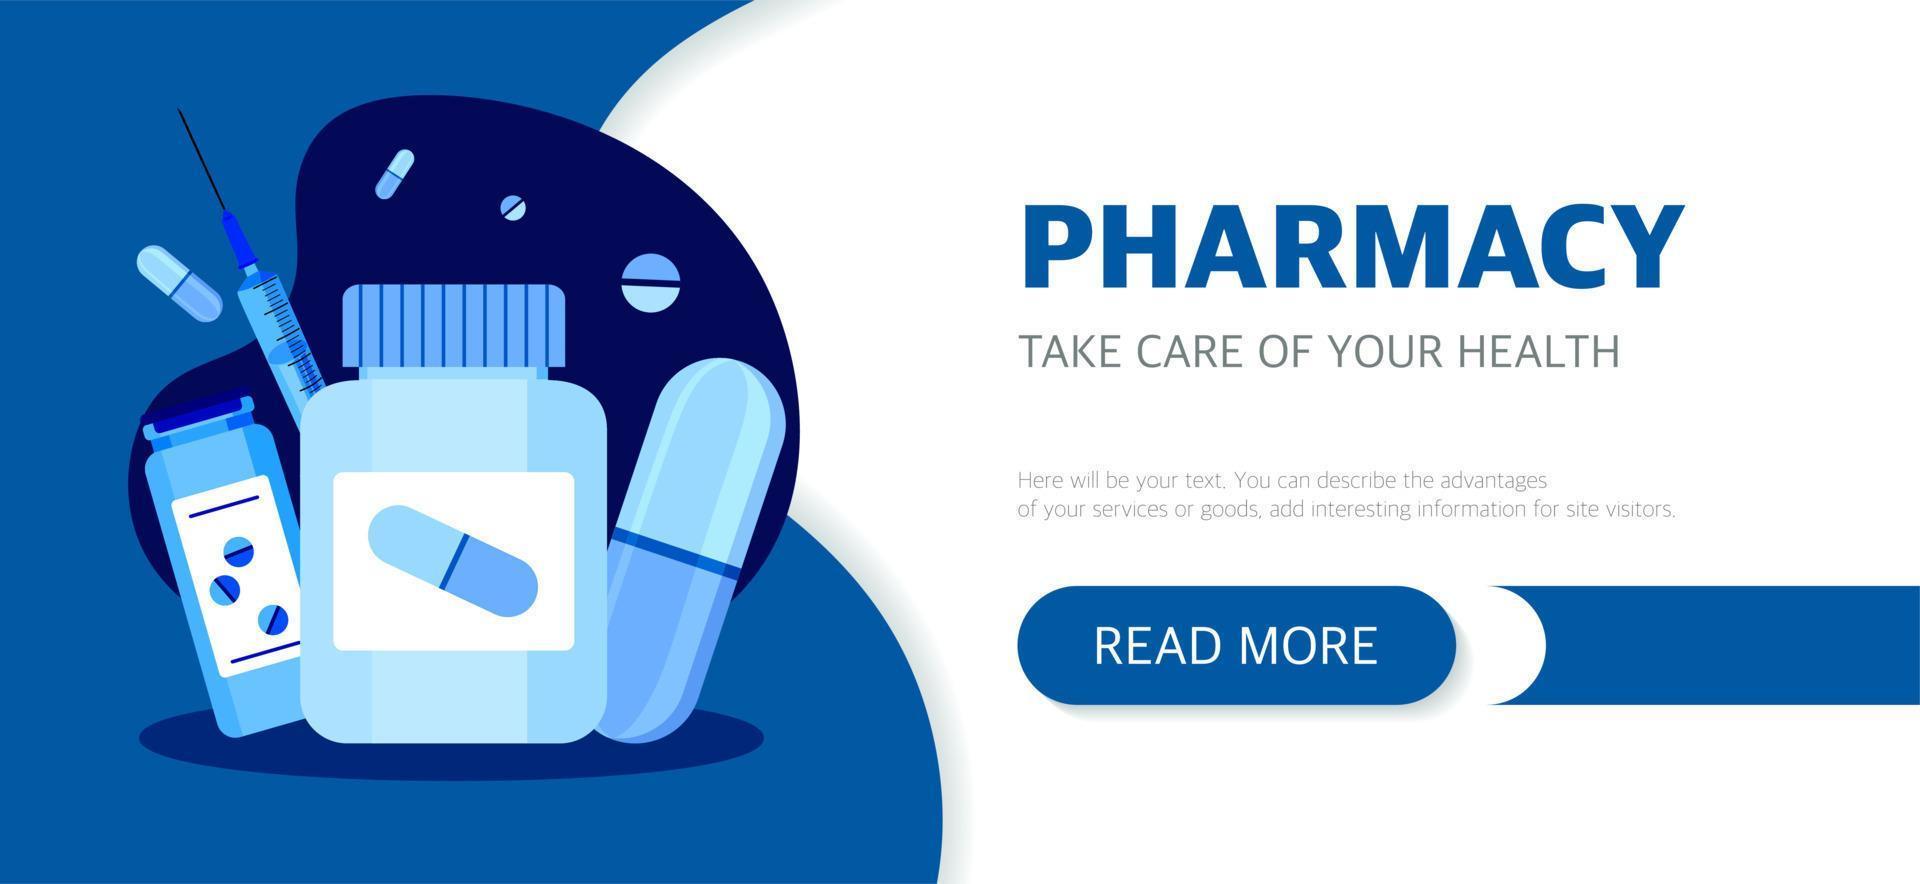 PHARMACY
TAKE CARE OF YOUR HEALTH
Here will be your text. You can describe the advantages
of your services or goods, add interesting information for site visitors.
READ MORE